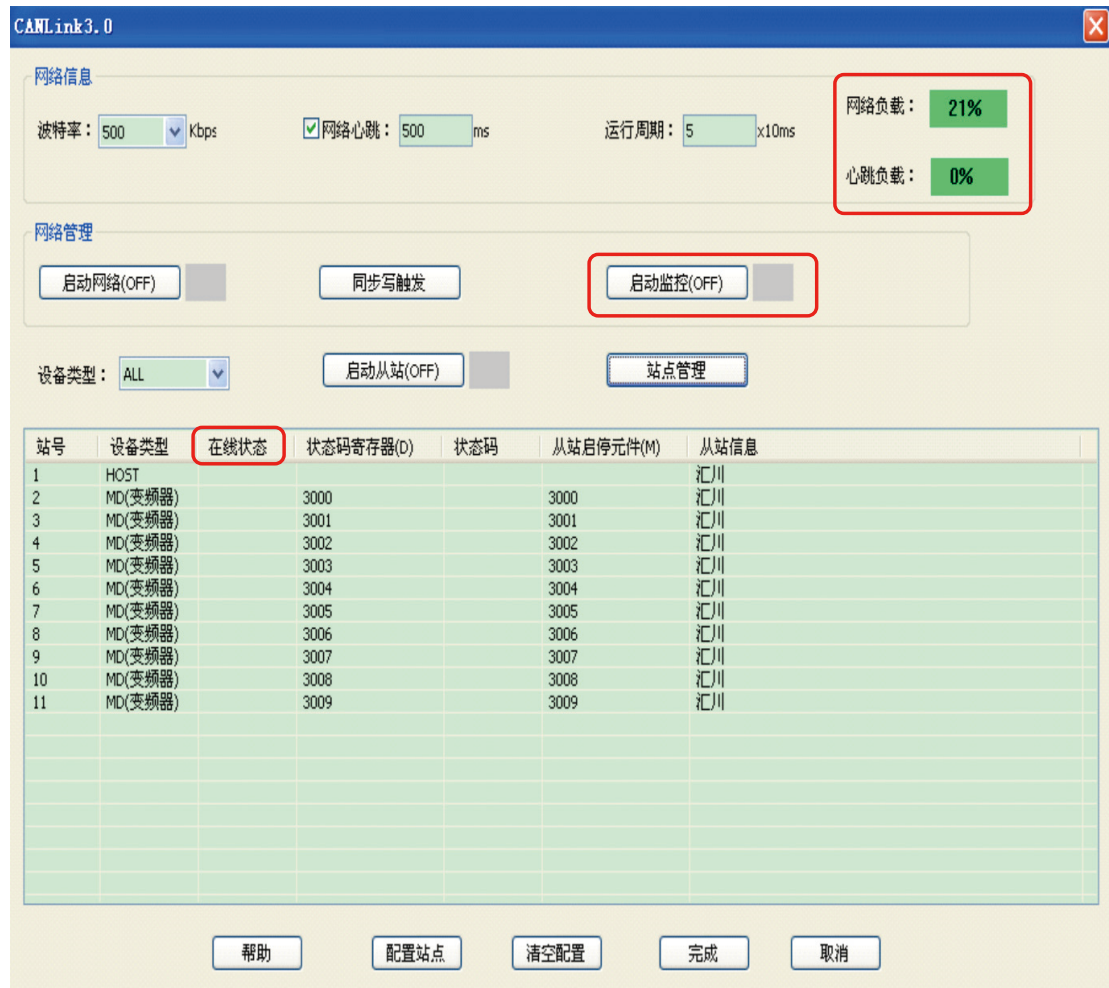 CANLink3.0
网络信息
波特率： 500 Kbps 网络心跳： 500 ms 运行周期： 5 x10ms
网络负载： 21%
心跳负载： 0%
网络管理
启动网络(OFF) 同步写触发 启动监控(OFF)
设备类型： ALL 启动从站(OFF) 站点管理
站号 设备类型 在线状态 状态码寄存器(D) 状态码 从站启停元件(M) 从站信息
1 HOST 汇川
2 MD(变频器) 3000 3000 汇川
3 MD(变频器) 3001 3001 汇川
4 MD(变频器) 3002 3002 汇川
5 MD(变频器) 3003 3003 汇川
6 MD(变频器) 3004 3004 汇川
7 MD(变频器) 3005 3005 汇川
8 MD(变频器) 3006 3006 汇川
9 MD(变频器) 3007 3007 汇川
10 MD(变频器) 3008 3008 汇川
11 MD(变频器) 3009 3009 汇川
帮助 配置站点 清空配置 完成 取消